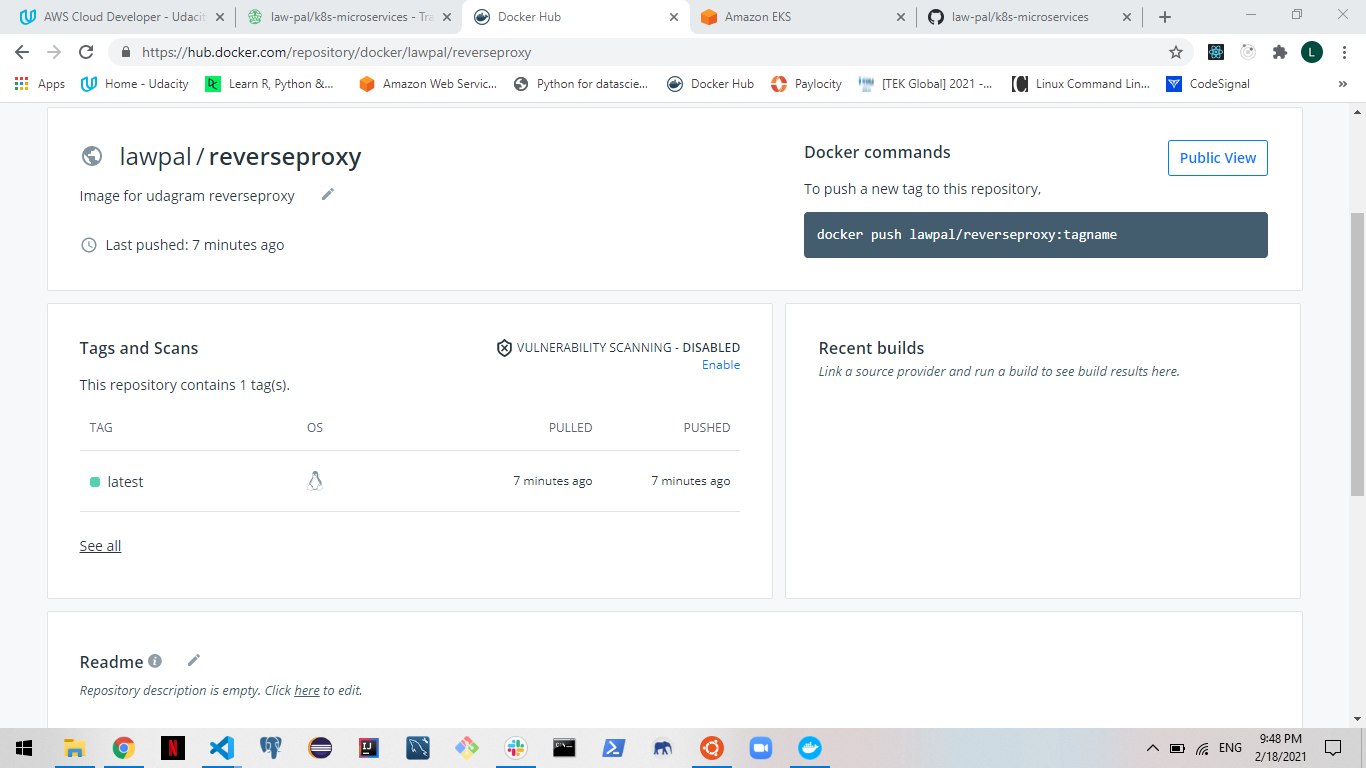 AWS Cloud Developer - Udacit
law-pal/k8s-microservices - Tra
Docker Hub
Amazon EKS
law-pal/k8s-microservices
https://hub.docker.com/repository/docker/lawpal/reverseproxy
L
Apps
Home - Udacity
Learn R, Python &...
Amazon Web Servic...
Python for datascie...
Docker Hub
Paylocity
[TEK Global] 2021 -...
Linux Command Lin...
CodeSignal
»
lawpal / reverseproxy
Image for udagram reverseproxy
Last pushed: 7 minutes ago
Docker commands
Public View
To push a new tag to this repository,
docker push lawpal/reverseproxy:tagname
Tags and Scans
VULNERABILITY SCANNING - DISABLED
Enable
This repository contains 1 tag(s).
TAG OS PULLED PUSHED
latest 7 minutes ago 7 minutes ago
See all
Recent builds
Link a source provider and run a build to see build results here.
Readme
Repository description is empty. Click here to edit.
ENG
9:48 PM
2/18/2021